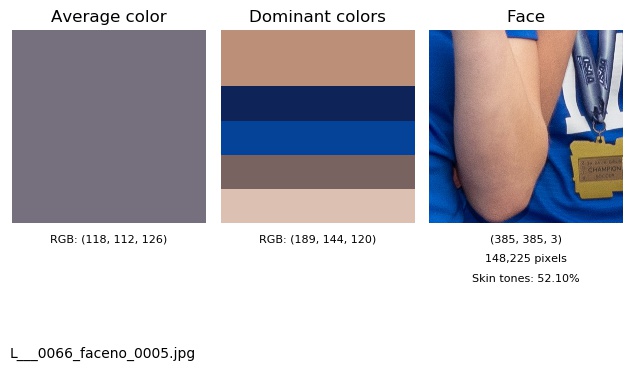 Average color
Dominant colors
Face
RGB: (118, 112, 126)
RGB: (189, 144, 120)
(385, 385, 3)
148,225 pixels
Skin tones: 52.10%
CHAMPION
L___0066_faceno_0005.jpg